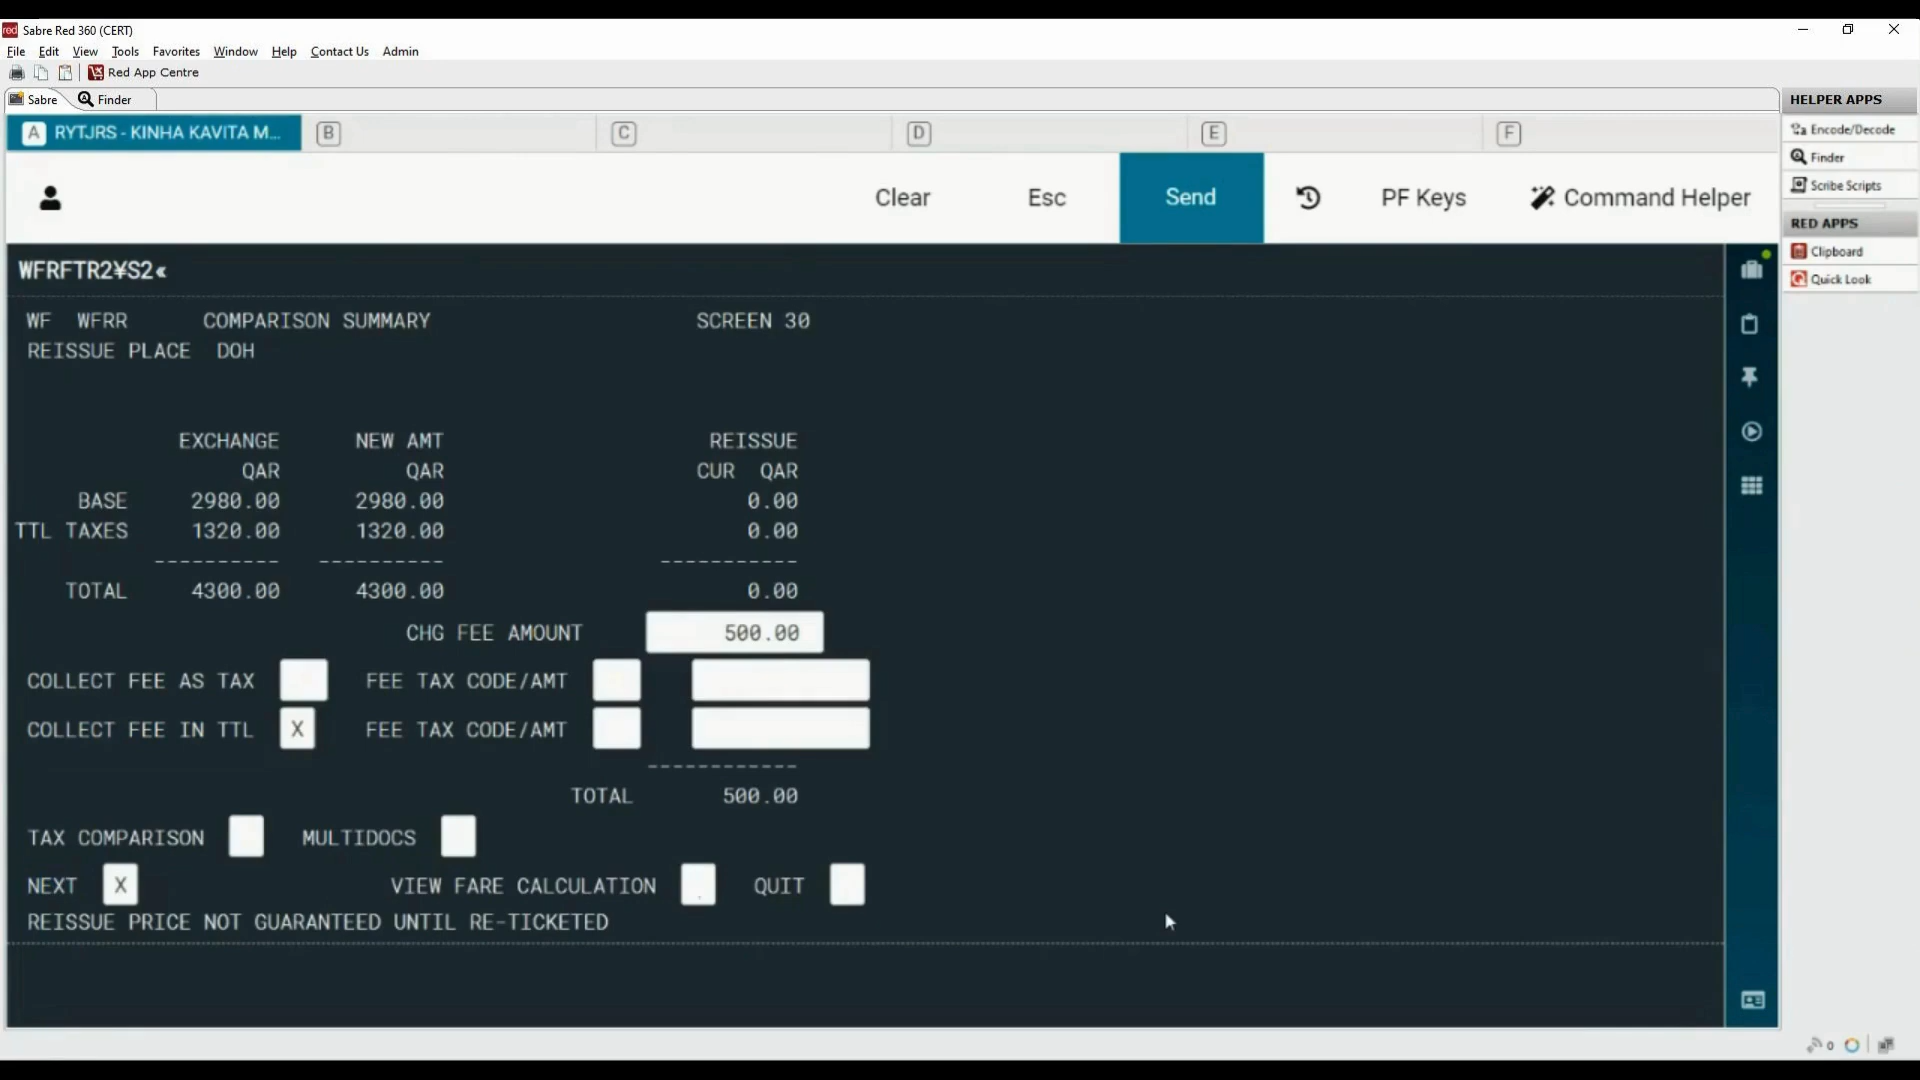 red Sabre Red 360 (CERT)
File Edit View Tools Favorites Window Help Contact Us Admin
Red App Centre
Sabre Finder
HELPER APPS
A RYTJRS - KINHA KAVITA M... B C D E F
Encode/Decode
Finder
Scribe Scripts
Clear Esc Send PF Keys Command Helper
RED APPS
Clipboard
Quick Look
WFRFTR2¥S2«
WF WFRR COMPARISON SUMMARY SCREEN 30
REISSUE PLACE DOH
EXCHANGE NEW AMT REISSUE
QAR QAR CUR QAR
BASE 2980.00 2980.00 0.00
TTL TAXES 1320.00 1320.00 0.00
---------- ---------- -----------
TOTAL 4300.00 4300.00 0.00
CHG FEE AMOUNT 500.00
COLLECT FEE AS TAX FEE TAX CODE/AMT
COLLECT FEE IN TTL X FEE TAX CODE/AMT
------------
TOTAL 500.00
TAX COMPARISON MULTIDOCS
NEXT X VIEW FARE CALCULATION . QUIT
REISSUE PRICE NOT GUARANTEED UNTIL RE-TICKETED
0